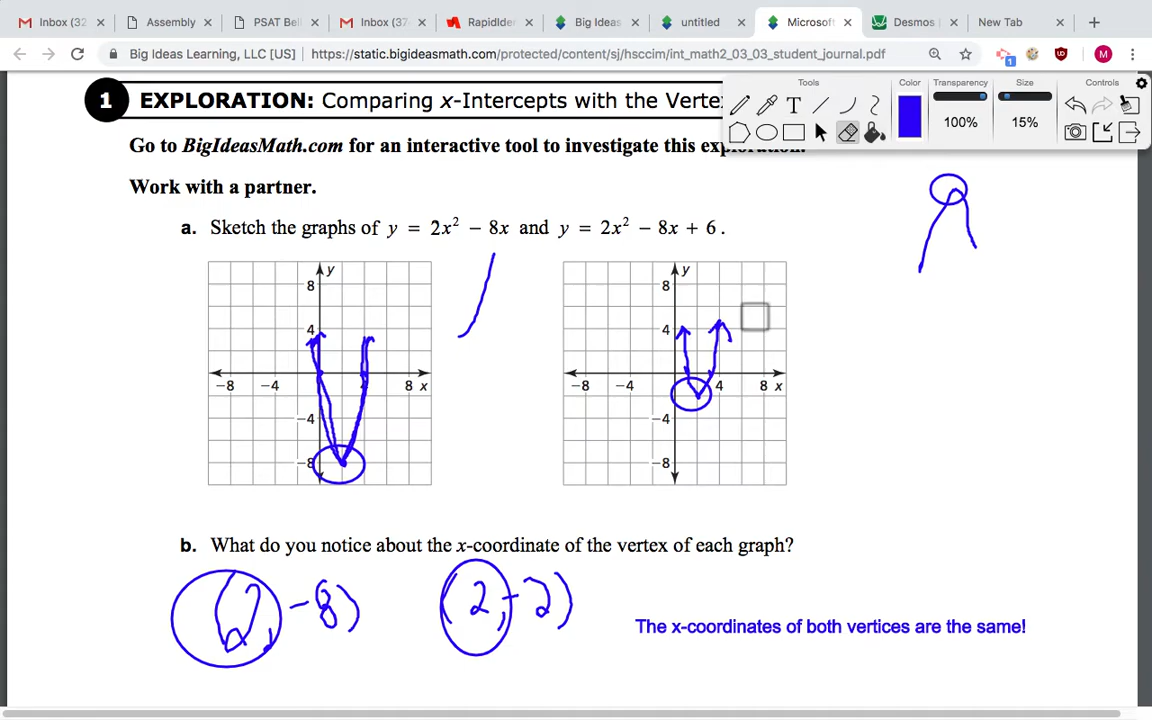 Inbox (32
Assembly
PSAT Bel
Inbox (37
RapidIder
Big Ideas
untitled
Microsoft
Desmos |
New Tab
Big Ideas Learning, LLC [US] | https://static.bigideasmath.com/protected/content/sj/hsccim/int_math2_03_03_student_journal.pdf
1
M
Tools
Color
Transparency
Size
Controls
T
100%
15%
1 EXPLORATION: Comparing x-Intercepts with the Verte
Go to BigIdeasMath.com for an interactive tool to investigate this exploration.
Work with a partner.
a. Sketch the graphs of y = 2x² − 8x and y = 2x² − 8x + 6.
y
8
4
−8 −4 8 x
−4
−8
y
8
4
−8 −4 4 8 x
−4
−8
b. What do you notice about the x-coordinate of the vertex of each graph?
(2, −8) (2, −2)
The x-coordinates of both vertices are the same!